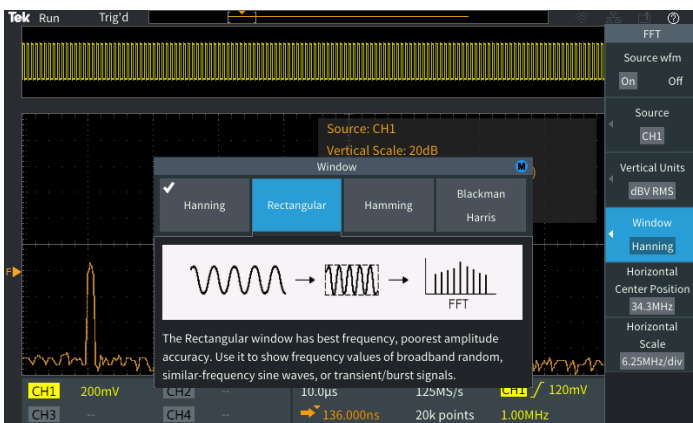 Tek Run Trig'd
FFT
Source wfm
On Off
Source
CH1
Source: CH1
Vertical Scale: 20dB
Vertical Units
dBV RMS
Window M
Hanning
Rectangular
Hamming
Blackman
Harris
Window
Hanning
FFT
Horizontal
Center Position
34.3MHz
The Rectangular window has best frequency, poorest amplitude
accuracy. Use it to show frequency values of broadband random,
similar-frequency sine waves, or transient/burst signals.
Horizontal
Scale
6.25MHz/div
F
CH1 200mV CH2 -- 10.0µs 125MS/s CH1 120mV
CH3 -- CH4 -- 136.000ns 20k points 1.00MHz